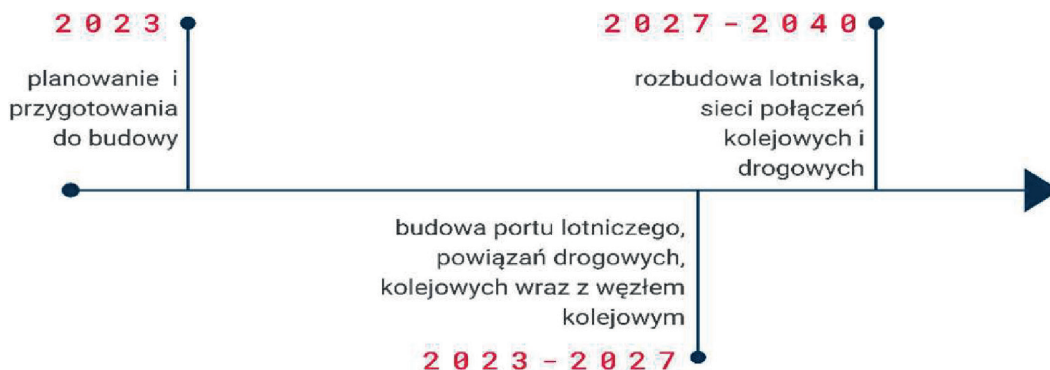 2023
planowanie i
przygotowania
do budowy
2027-2040
rozbudowa lotniska,
sieci połączeń
kolejowych i
drogowych
budowa portu lotniczego,
powiązań drogowych,
kolejowych wraz z węzłem
kolejowym
2023-2027